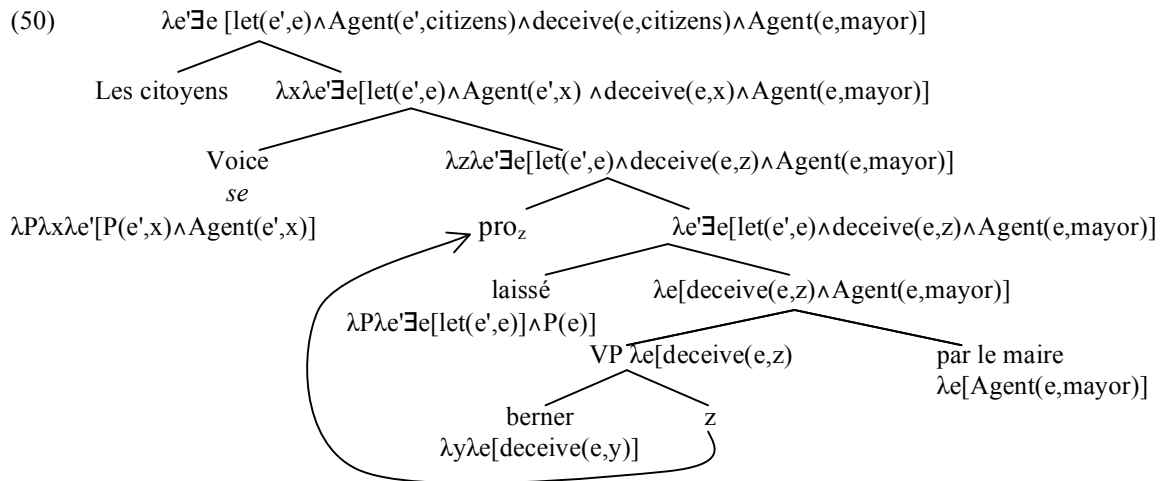 (50) λe'∃e [let(e',e)∧Agent(e',citizens)∧deceive(e,citizens)∧Agent(e,mayor)]
Les citoyens λxλe'∃e[let(e',e)∧Agent(e',x) ∧deceive(e,x)∧Agent(e,mayor)]
Voice λzλe'∃e[let(e',e)∧deceive(e,z)∧Agent(e,mayor)]
se
λPλxλe'[P(e',x)∧Agent(e',x)] pro_z λe'∃e[let(e',e)∧deceive(e,z)∧Agent(e,mayor)]
laissé λe[deceive(e,z)∧Agent(e,mayor)]
λPλe'∃e[let(e',e)]∧P(e)]
VP λe[deceive(e,z) par le maire
λe[Agent(e,mayor)]
berner z
λyλe[deceive(e,y)]